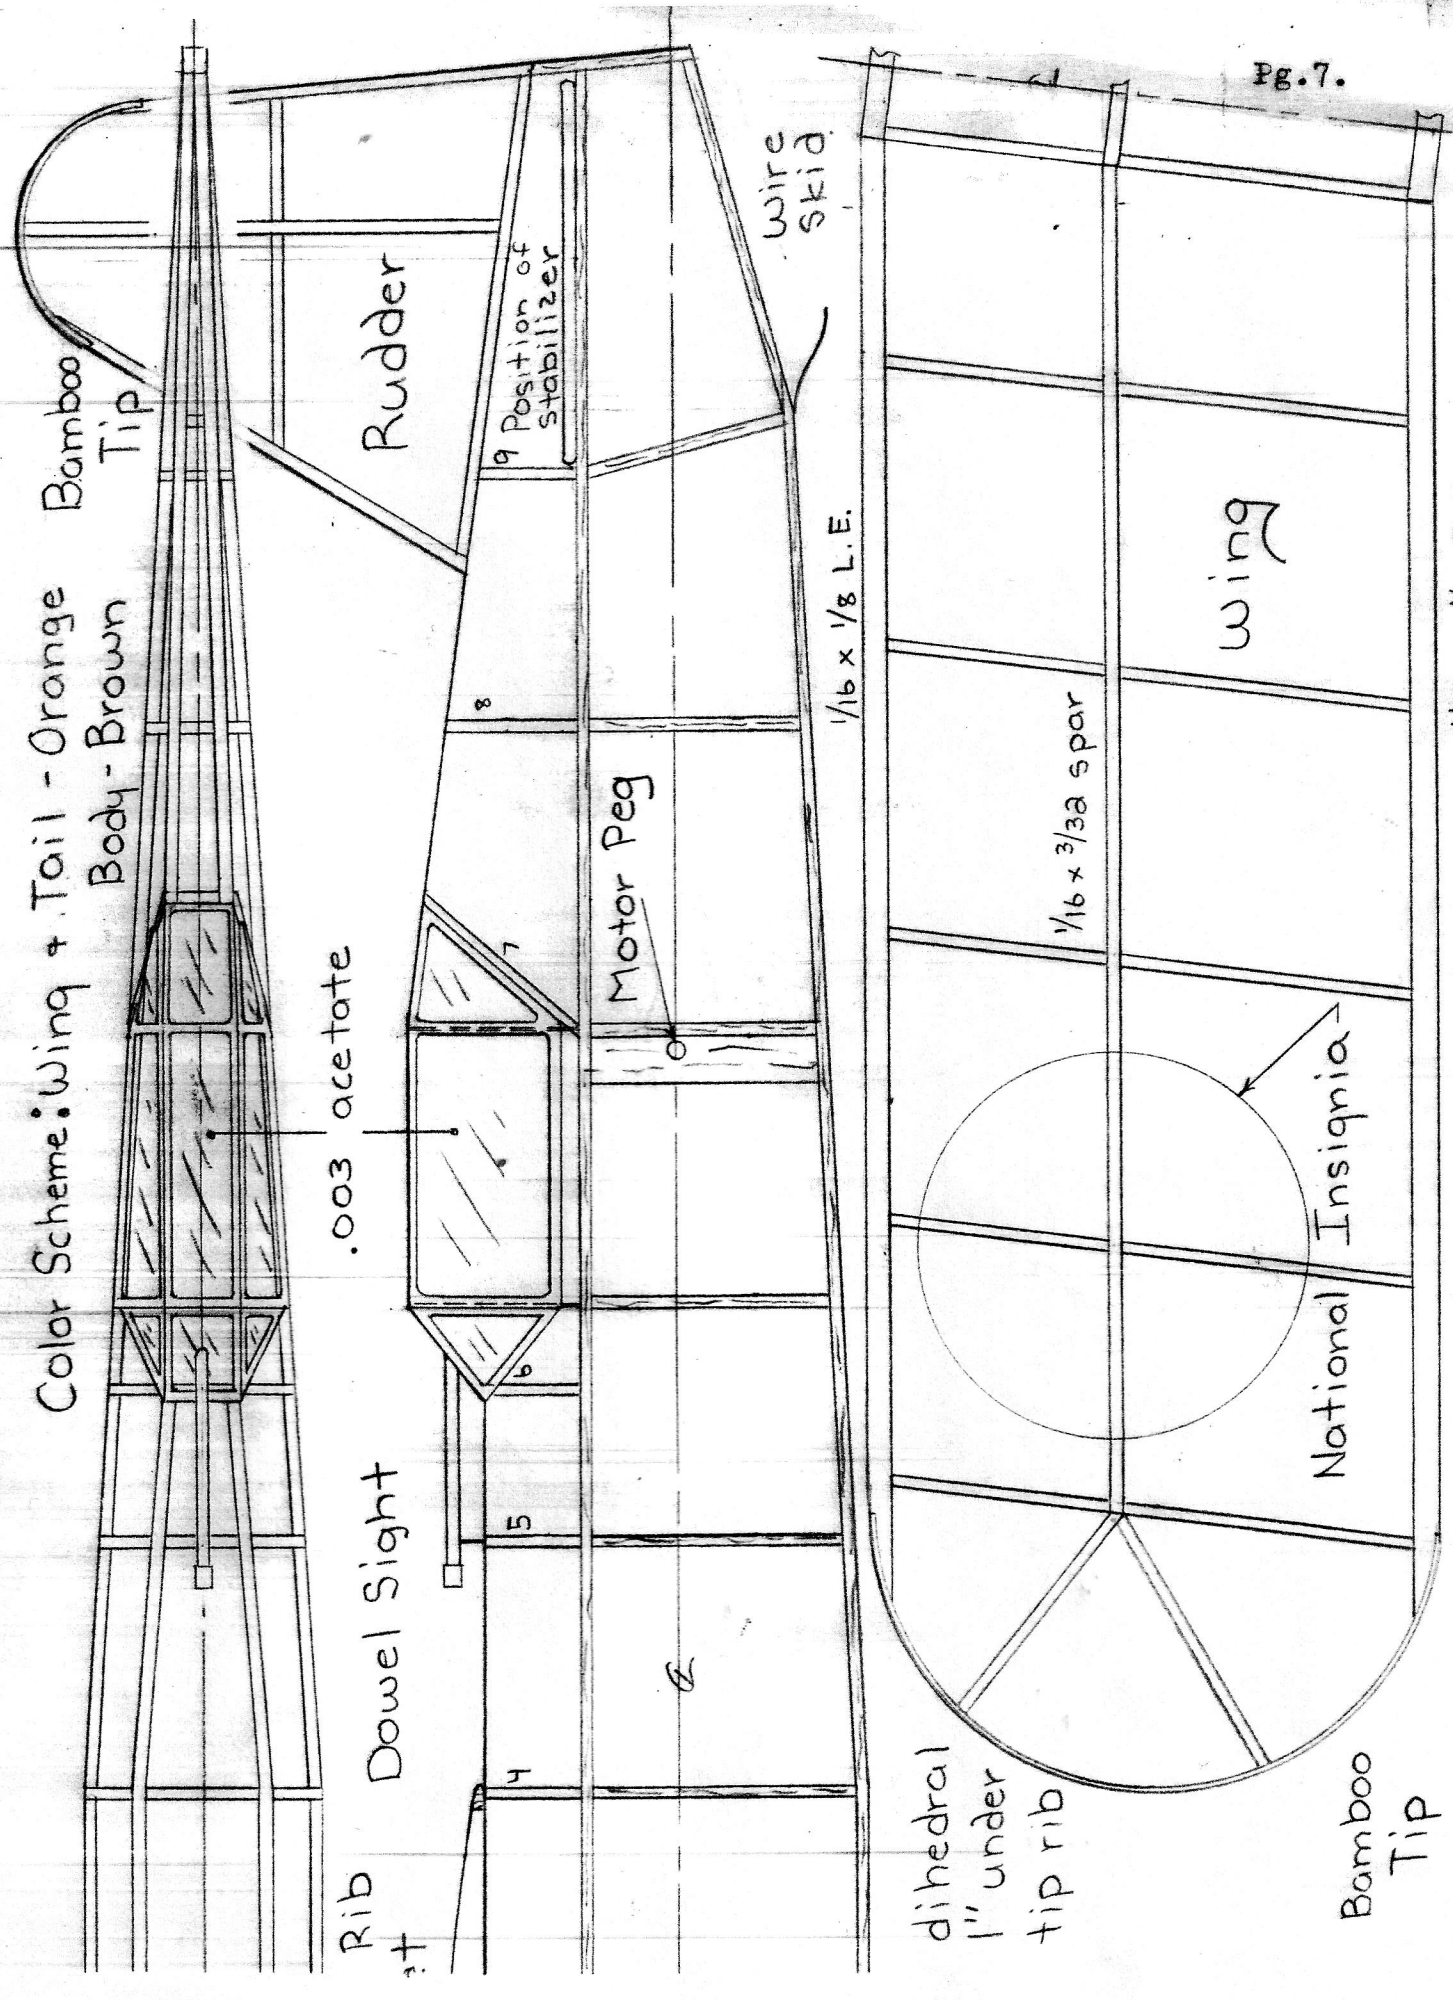 Pg.7.
Color Scheme: Wing + Tail - Orange
Body - Brown
Bamboo
Tip
Rudder
9 Position of
stabilizer
Wire
Skid
8
7
Motor Peg
.003 acetate
6
5
4
Dowel Sight
Rib
1/16 x 1/8 L.E.
1/16 x 3/32 spar
Wing
National Insignia
dihedral
1" under
tip rib
Bamboo
Tip